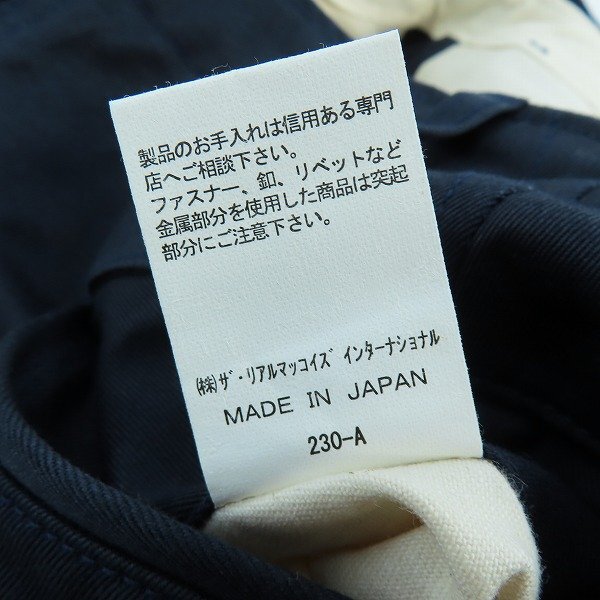 製品のお手入れは信用ある専門
店へご相談下さい。
ファスナー、釦、リベットなど
金属部分を使用した商品は突起
部分にご注意下さい。
㈱ｻﾞ・ﾘｱﾙﾏｯｺｲｽﾞ ｲﾝﾀｰﾅｼｮﾅﾙ
MADE IN JAPAN
230-A